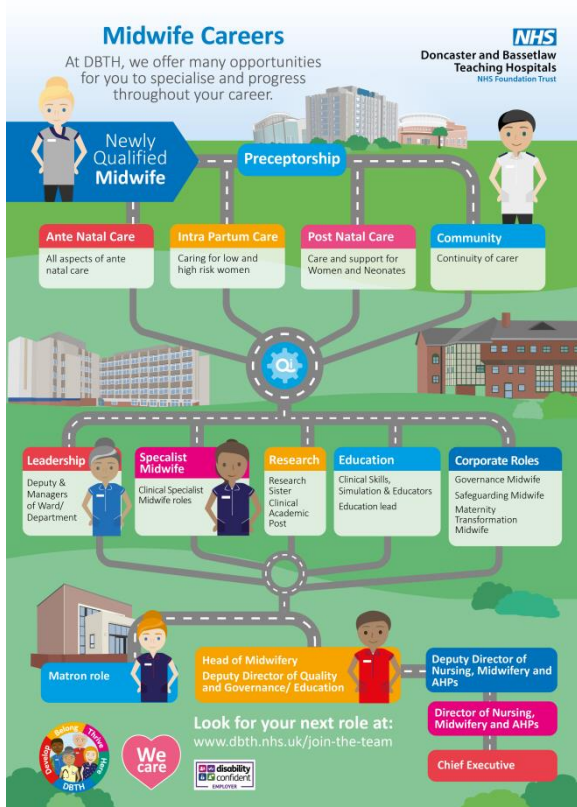 Midwife Careers
At DBTH, we offer many opportunities
for you to specialise and progress
throughout your career.
NHS
Doncaster and Bassetlaw
Teaching Hospitals
NHS Foundation Trust
Newly
Qualified
Midwife
Preceptorship
Ante Natal Care
All aspects of ante
natal care
Intra Partum Care
Caring for low and
high risk women
Post Natal Care
Care and support for
Women and Neonates
Community
Continuity of carer
Qi
Leadership
Deputy &
Managers
of Ward/
Department
Specalist
Midwife
Clinical Specialist
Midwife roles
Research
Research
Sister
Clinical
Academic
Post
Education
Clinical Skills,
Simulation & Educators
Education lead
Corporate Roles
Governance Midwife
Safeguarding Midwife
Maternity
Transformation
Midwife
Matron role
Head of Midwifery
Deputy Director of Quality
and Governance/ Education
Deputy Director of
Nursing, Midwifery and
AHPs
Director of Nursing,
Midwifery and AHPs
Chief Executive
Look for your next role at:
www.dbth.nhs.uk/join-the-team
Develop
Belong
Thrive
Here
DBTH
We
care
disability
confident
EMPLOYER